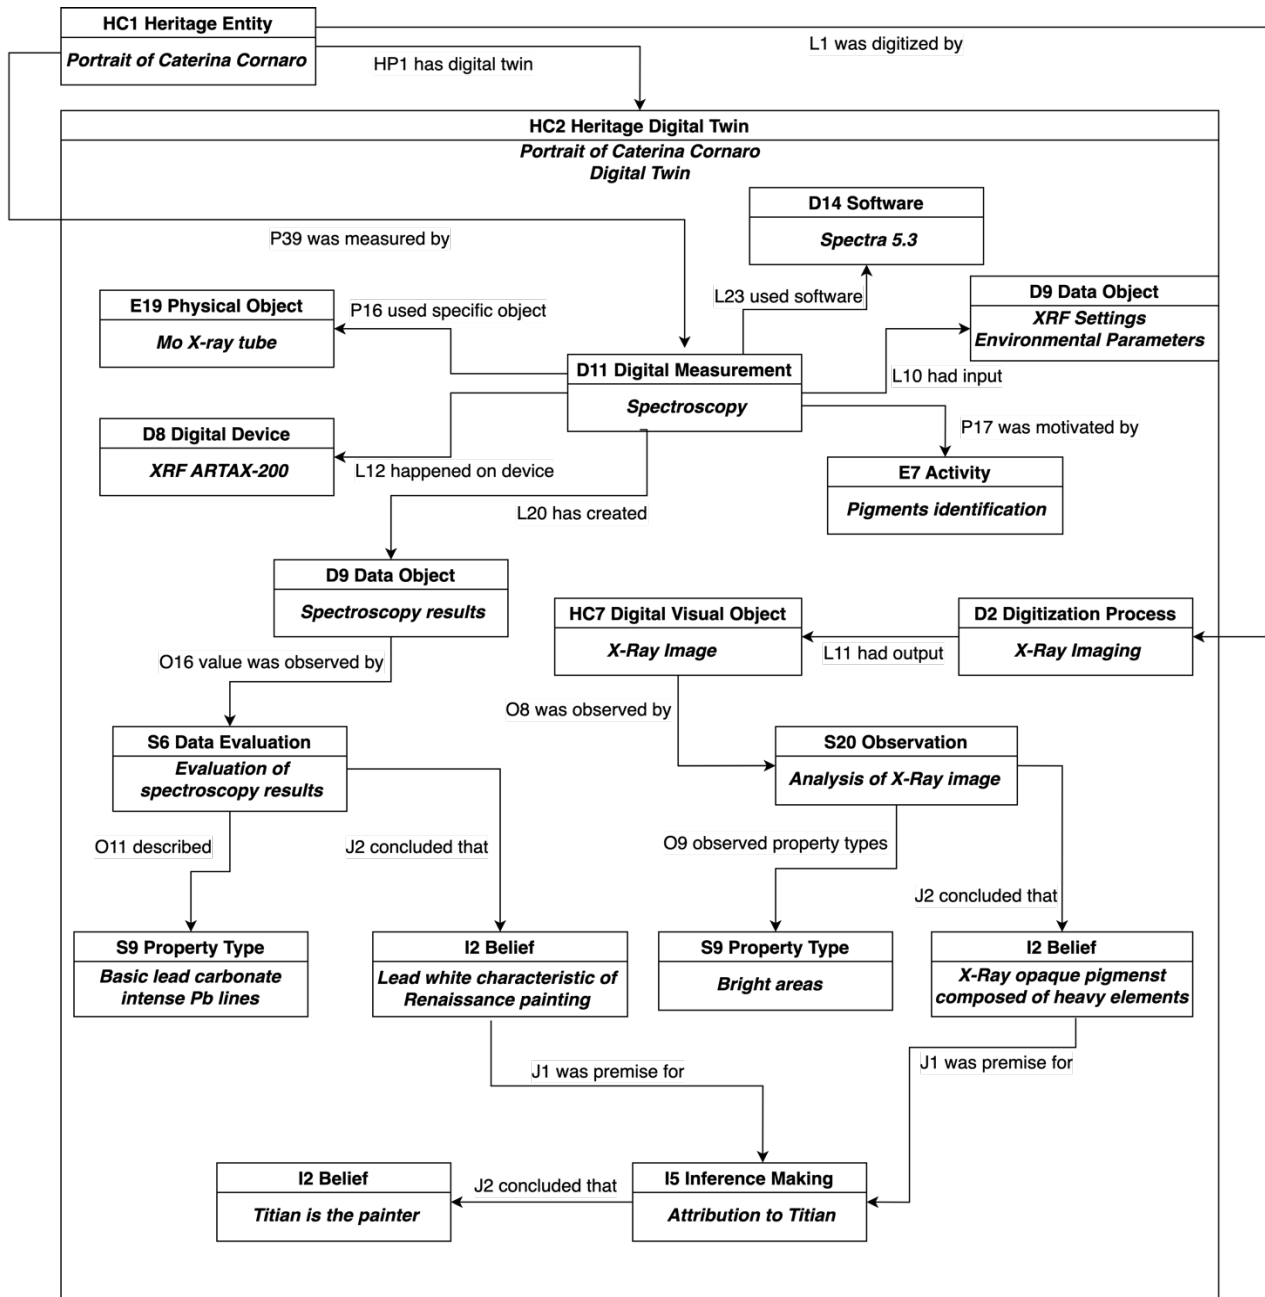 HC1 Heritage Entity
Portrait of Caterina Cornaro
L1 was digitized by
HP1 has digital twin
HC2 Heritage Digital Twin
Portrait of Caterina Cornaro
Digital Twin
D14 Software
Spectra 5.3
P39 was measured by
L23 used software
D9 Data Object
XRF Settings
Environmental Parameters
E19 Physical Object
Mo X-ray tube
P16 used specific object
D11 Digital Measurement
Spectroscopy
L10 had input
D8 Digital Device
XRF ARTAX-200
L12 happened on device
P17 was motivated by
E7 Activity
Pigments identification
L20 has created
D9 Data Object
Spectroscopy results
HC7 Digital Visual Object
X-Ray Image
L11 had output
D2 Digitization Process
X-Ray Imaging
O16 value was observed by
O8 was observed by
S6 Data Evaluation
Evaluation of
spectroscopy results
S20 Observation
Analysis of X-Ray image
O11 described
J2 concluded that
O9 observed property types
J2 concluded that
S9 Property Type
Basic lead carbonate
intense Pb lines
I2 Belief
Lead white characteristic of
Renaissance painting
S9 Property Type
Bright areas
I2 Belief
X-Ray opaque pigmenst
composed of heavy elements
J1 was premise for
J1 was premise for
I2 Belief
Titian is the painter
J2 concluded that
I5 Inference Making
Attribution to Titian